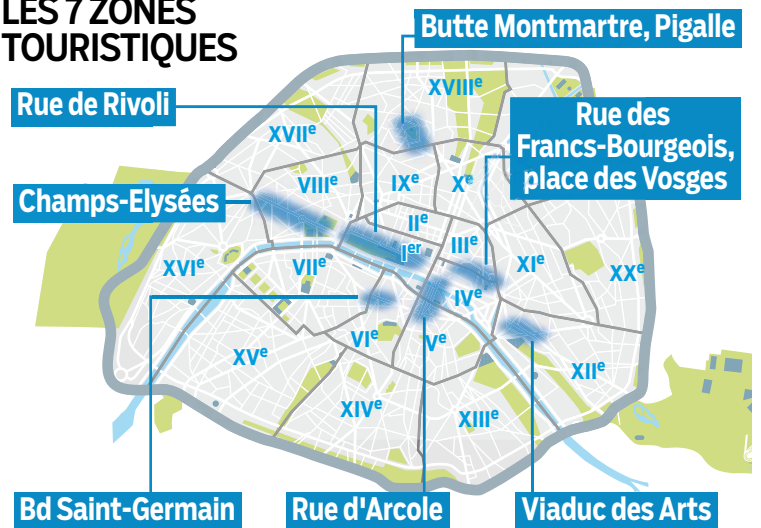 LES 7 ZONES
TOURISTIQUES
Butte Montmartre, Pigalle
Rue de Rivoli
Rue des
Francs-Bourgeois,
place des Vosges
Champs-Elysées
XVIIIe
XVIIe
VIIIe
IXe
Xe
IIe
Ier
IIIe
XIe
XXe
XVIe
VIIe
IVe
VIe
Ve
XVe
XIIe
XIVe
XIIIe
Bd Saint-Germain
Rue d'Arcole
Viaduc des Arts